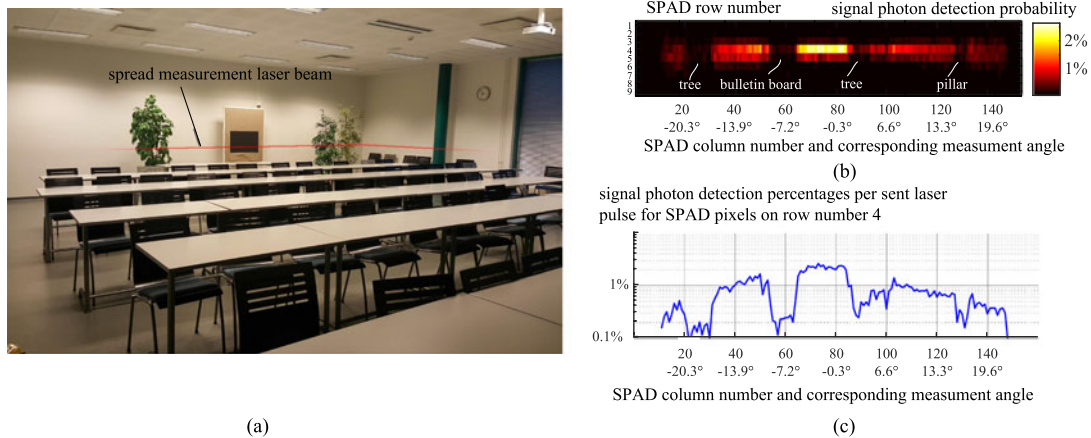 spread measurement laser beam
(a)
SPAD row number
signal photon detection probability
1
2
3
4
5
6
7
8
9
tree
bulletin board
tree
pillar
2%
1%
20 40 60 80 100 120 140
-20.3° -13.9° -7.2° -0.3° 6.6° 13.3° 19.6°
SPAD column number and corresponding measument angle
(b)
signal photon detection percentages per sent laser
pulse for SPAD pixels on row number 4
1%
0.1%
20 40 60 80 100 120 140
-20.3° -13.9° -7.2° -0.3° 6.6° 13.3° 19.6°
SPAD column number and corresponding measument angle
(c)